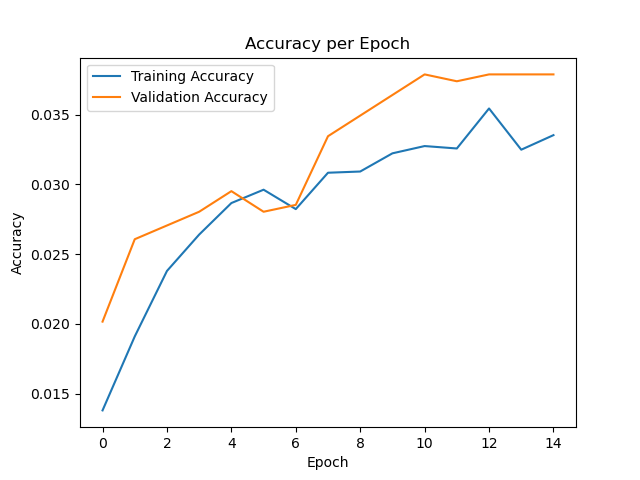 Accuracy per Epoch
Training Accuracy
Validation Accuracy
0.035
0.030
0.025
0.020
0.015
Accuracy
0 2 4 6 8 10 12 14
Epoch